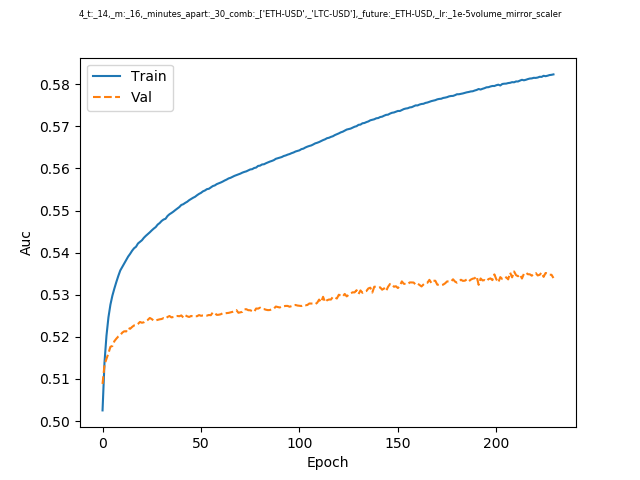 4_t:_14,_m:_16,_minutes_apart:_30_comb:_['ETH-USD',_'LTC-USD'],_future:_ETH-USD,_lr:_1e-5volume_mirror_scaler
Train
Val
0.58
0.57
0.56
0.55
0.54
0.53
0.52
0.51
0.50
Auc
0
50
100
150
200
Epoch